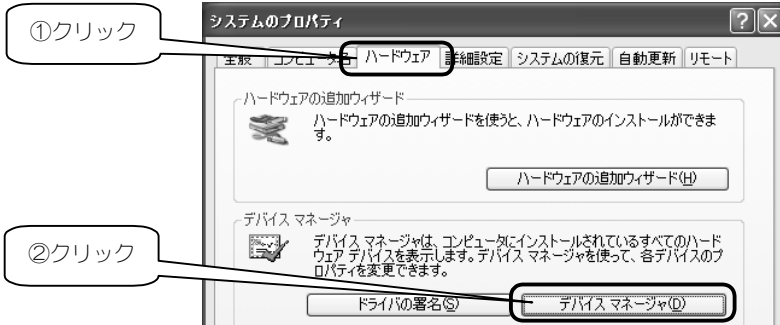 システムのプロパティ
①クリック
全般 コンピュータ名 ハードウェア 詳細設定 システムの復元 自動更新 リモート
ハードウェアの追加ウィザード
ハードウェアの追加ウィザードを使うと、ハードウェアのインストールができま
す。
ハードウェアの追加ウィザード(H)
デバイス マネージャ
デバイス マネージャは、コンピュータにインストールされているすべてのハード
ウェア デバイスを表示します。デバイス マネージャを使って、各デバイスのプ
ロパティを変更できます。
②クリック
ドライバの署名(S) デバイス マネージャ(D)